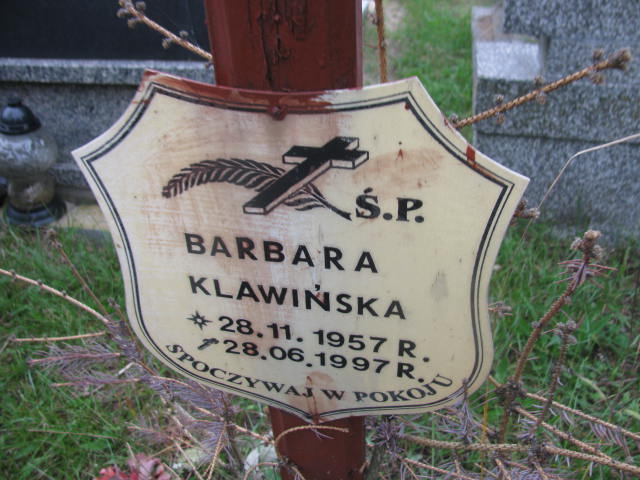 Ś.P.
BARBARA
KLAWIŃSKA
28.11.1957 R.
28.06.1997 R.
SPOCZYWAJ W POKOJU